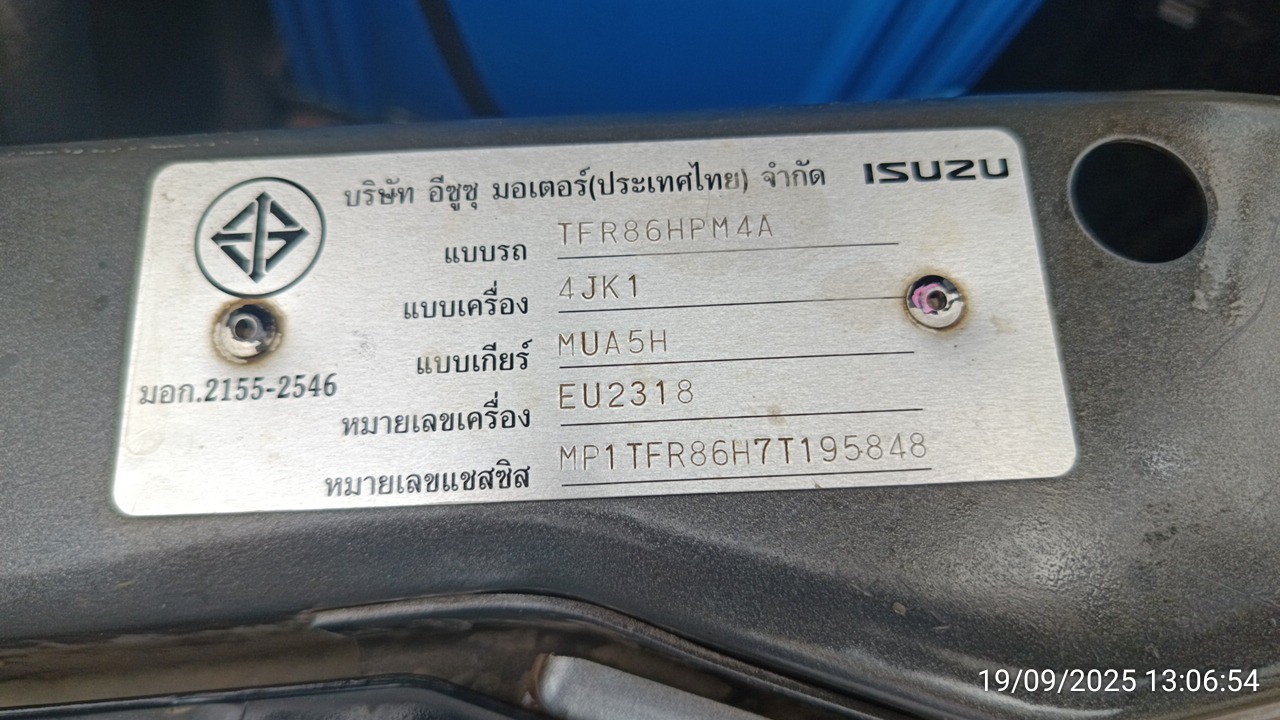 บริษัท อีซูซุ มอเตอร์(ประเทศไทย) จำกัด ISUZU
แบบรถ TFR86HPM4A
แบบเครื่อง 4JK1
แบบเกียร์ MUA5H
มอก.2155-2546
หมายเลขเครื่อง EU2318
หมายเลขแชสซิส MP1TFR86H7T195848
19/09/2025 13:06:54